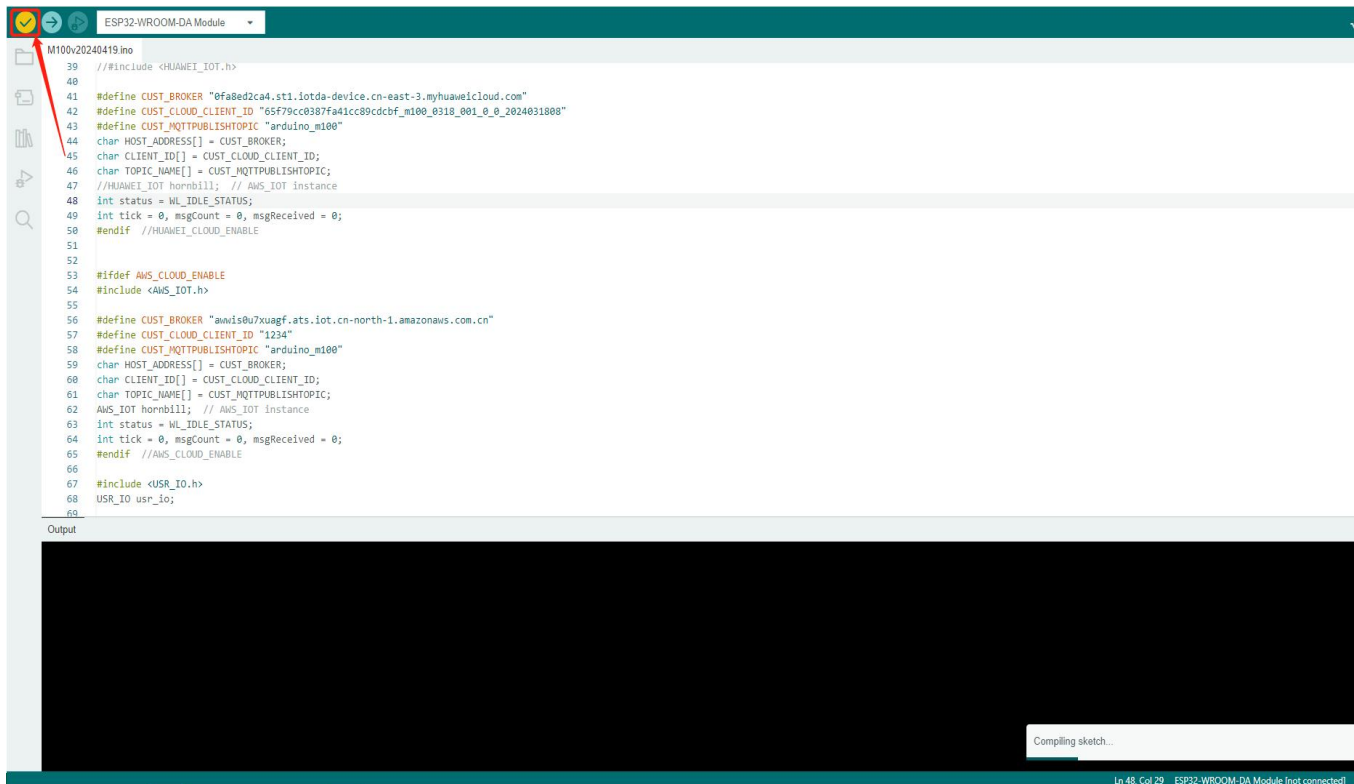 ESP32-WROOM-DA Module
M100v20240419.ino
39 //#include <HUAWEI_IOT.h>
40
41 #define CUST_BROKER "0fa8ed2ca4.st1.iotda-device.cn-east-3.myhuaweicloud.com"
42 #define CUST_CLOUD_CLIENT_ID "65f79cc0387fa41cc89cdcbf_m100_0318_001_0_0_2024031808"
43 #define CUST_MQTTPUBLISHTOPIC "arduino_m100"
44 char HOST_ADDRESS[] = CUST_BROKER;
45 char CLIENT_ID[] = CUST_CLOUD_CLIENT_ID;
46 char TOPIC_NAME[] = CUST_MQTTPUBLISHTOPIC;
47 //HUAWEI_IOT hornbill; // AWS_IOT instance
48 int status = WL_IDLE_STATUS;
49 int tick = 0, msgCount = 0, msgReceived = 0;
50 #endif //HUAWEI_CLOUD_ENABLE
51
52
53 #ifdef AWS_CLOUD_ENABLE
54 #include <AWS_IOT.h>
55
56 #define CUST_BROKER "awwis0u7xuagf.ats.iot.cn-north-1.amazonaws.com.cn"
57 #define CUST_CLOUD_CLIENT_ID "1234"
58 #define CUST_MQTTPUBLISHTOPIC "arduino_m100"
59 char HOST_ADDRESS[] = CUST_BROKER;
60 char CLIENT_ID[] = CUST_CLOUD_CLIENT_ID;
61 char TOPIC_NAME[] = CUST_MQTTPUBLISHTOPIC;
62 AWS_IOT hornbill; // AWS_IOT instance
63 int status = WL_IDLE_STATUS;
64 int tick = 0, msgCount = 0, msgReceived = 0;
65 #endif //AWS_CLOUD_ENABLE
66
67 #include <USR_IO.h>
68 USR_IO usr_io;
69
Output
Compiling sketch...
Ln 48, Col 29 ESP32-WROOM-DA Module [not connected]